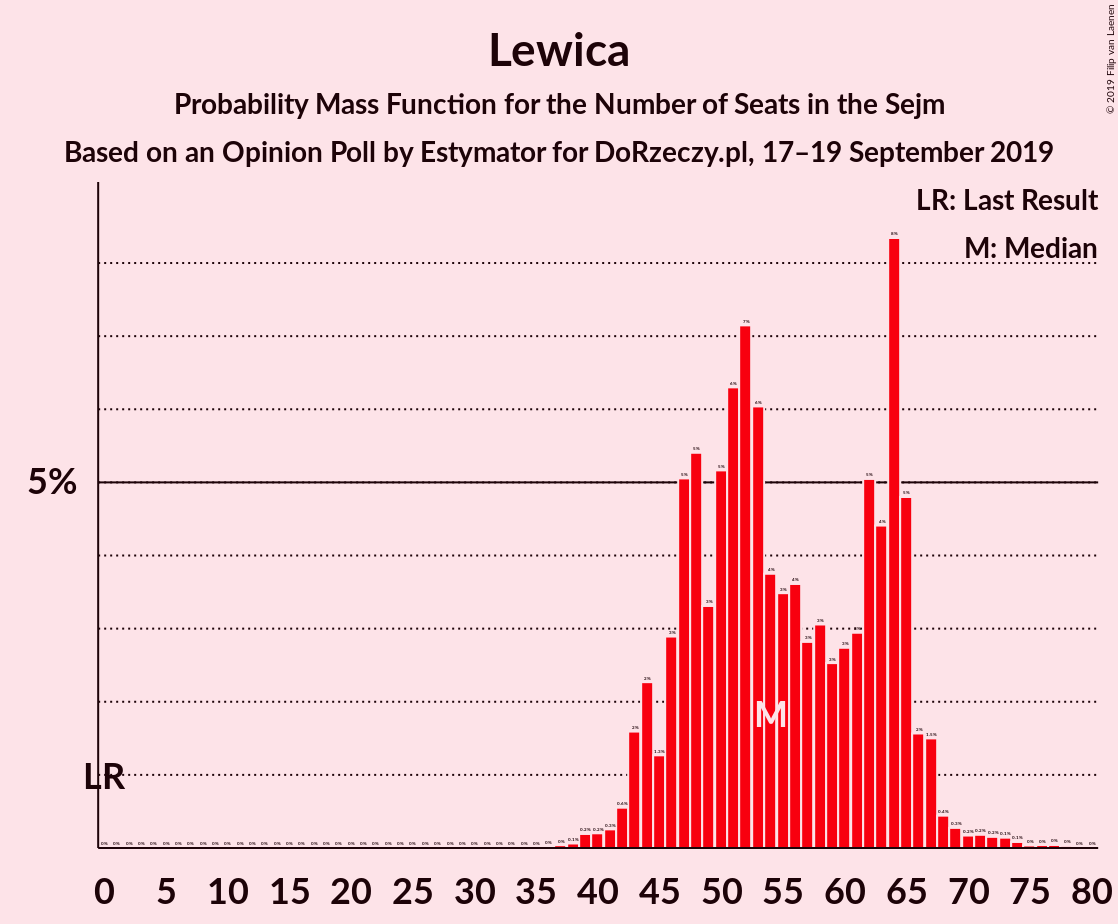 Lewica
Probability Mass Function for the Number of Seats in the Sejm
Based on an Opinion Poll by Estymator for DoRzeczy.pl, 17–19 September 2019
© 2019 Filip van Laenen
LR: Last Result
M: Median
5%
LR
M
0 5 10 15 20 25 30 35 40 45 50 55 60 65 70 75 80